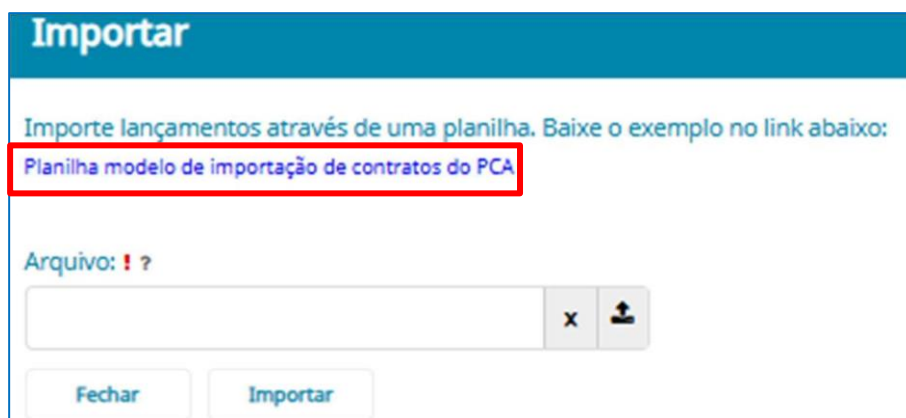 Importar
Importe lançamentos através de uma planilha. Baixe o exemplo no link abaixo:
Planilha modelo de importação de contratos do PCA
Arquivo: ! ?
x
Fechar Importar